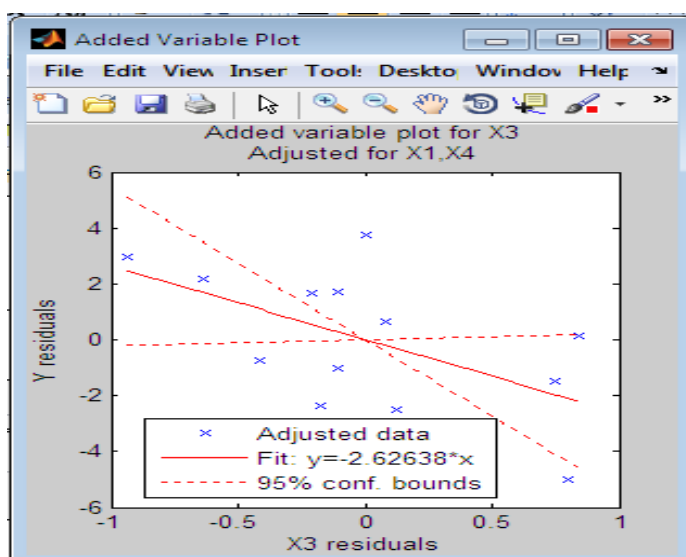 Added Variable Plot
File Edit View Inser Tool: Deskto Window Help
Added variable plot for X3
Adjusted for X1,X4
6
4
2
0
-2
-4
-6
Y residuals
Adjusted data
Fit: y=-2.62638*x
95% conf. bounds
-1 -0.5 0 0.5 1
X3 residuals